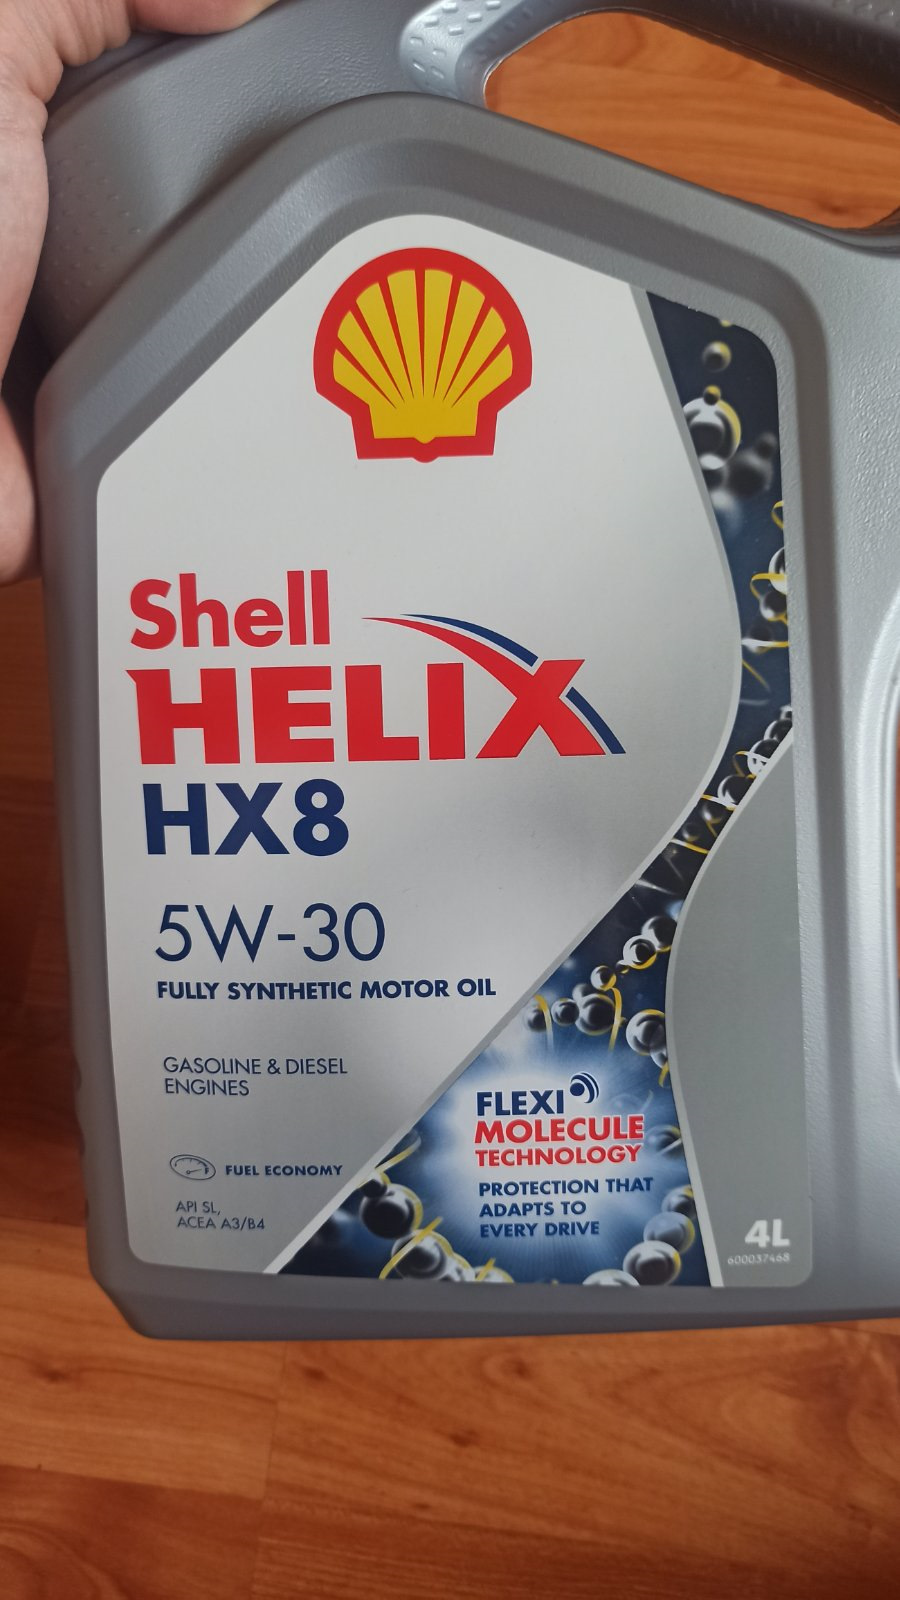 Shell
HELIX
HX8
5W-30
FULLY SYNTHETIC MOTOR OIL
GASOLINE & DIESEL
ENGINES
FUEL ECONOMY
API SL,
ACEA A3/B4
FLEXI
MOLECULE
TECHNOLOGY
PROTECTION THAT
ADAPTS TO
EVERY DRIVE
4L
600037468